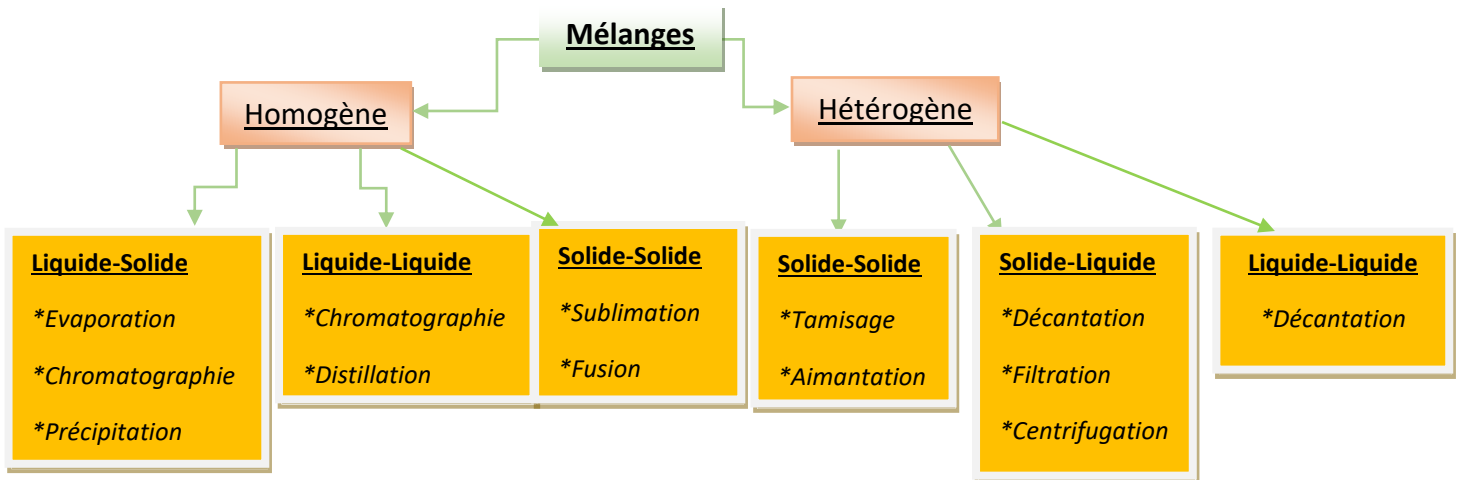 Mélanges
Homogène
Hétérogène
Liquide-Solide
*Evaporation
*Chromatographie
*Précipitation
Liquide-Liquide
*Chromatographie
*Distillation
Solide-Solide
*Sublimation
*Fusion
Solide-Solide
*Tamisage
*Aimantation
Solide-Liquide
*Décantation
*Filtration
*Centrifugation
Liquide-Liquide
*Décantation